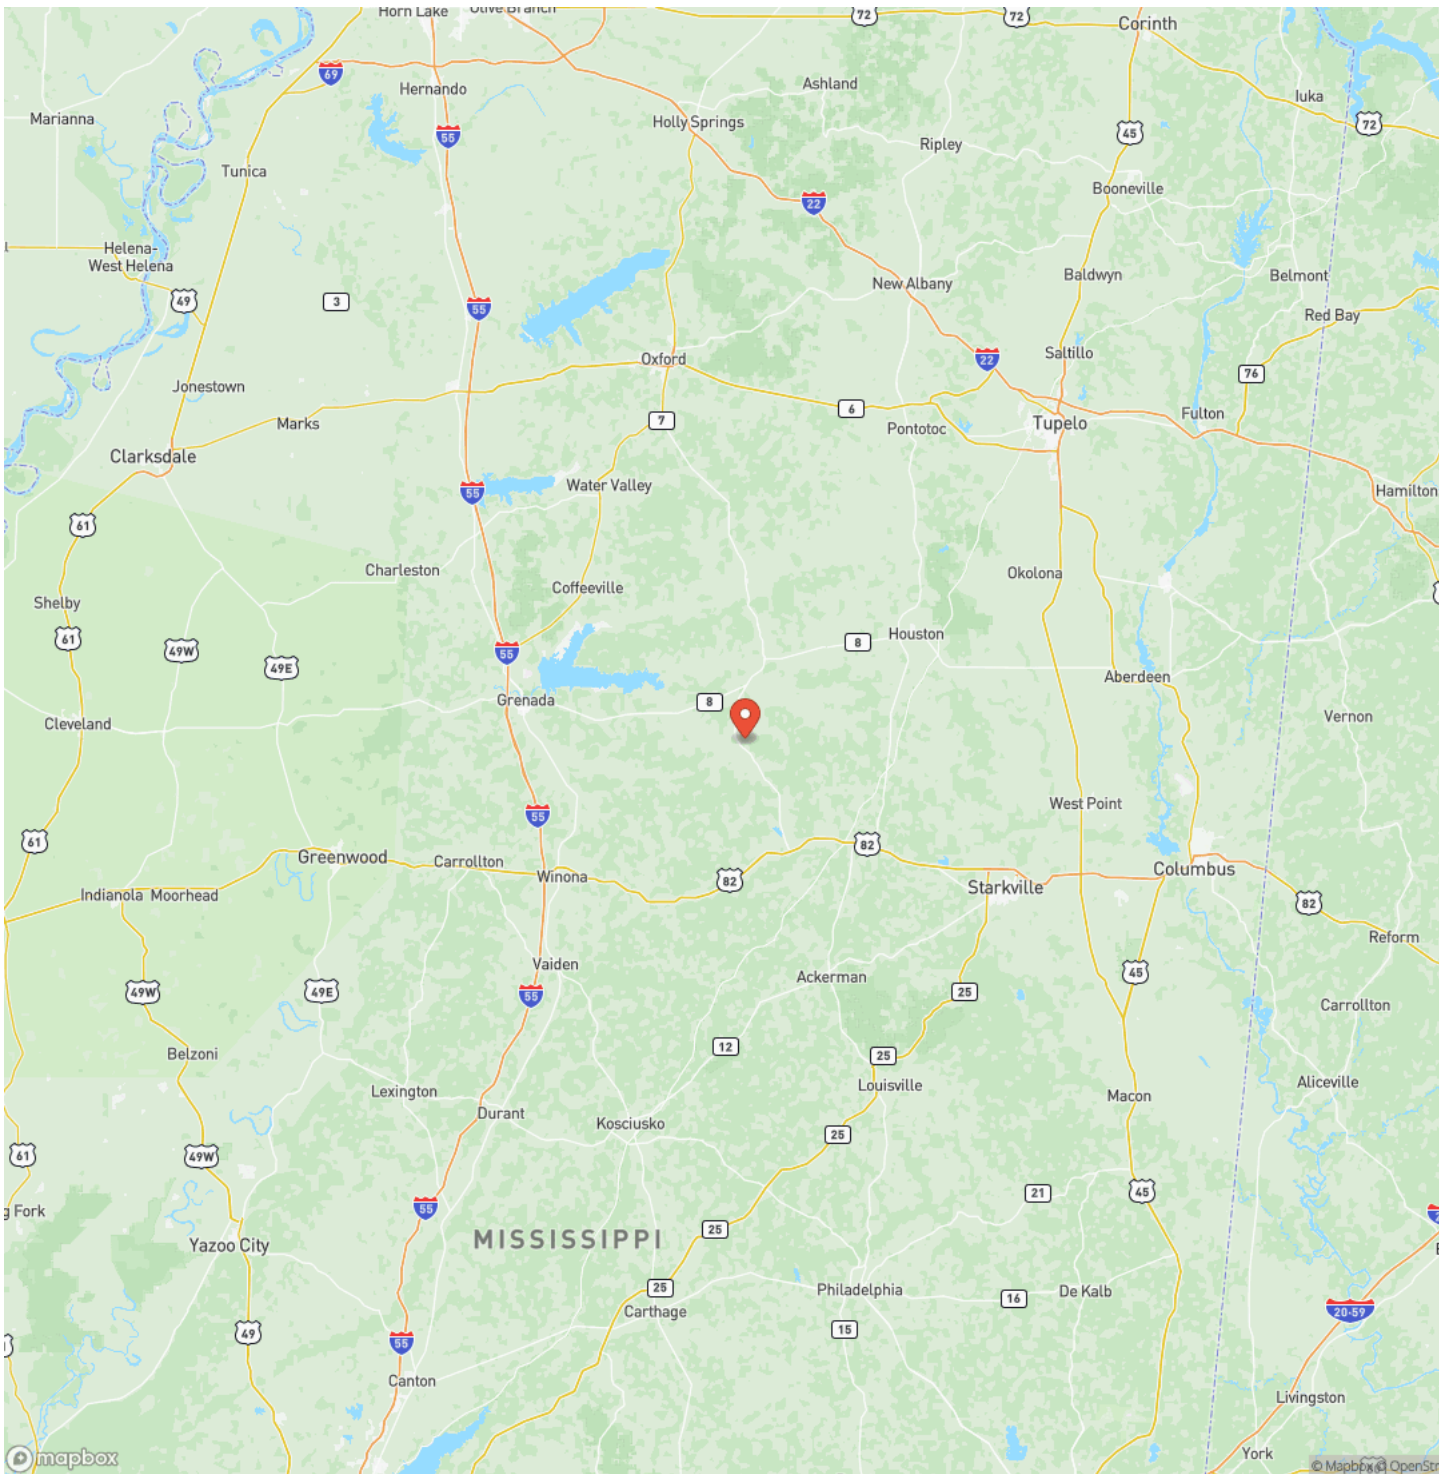 Horn Lake
Olive Branch
72
72
Corinth
69
Hernando
Ashland
Iuka
Marianna
Holly Springs
72
55
45
Ripley
Tunica
Booneville
22
Helena-
West Helena
Baldwyn
Belmont
New Albany
49
3
55
Red Bay
Oxford
22
Saltillo
76
Jonestown
6
Fulton
Marks
7
Pontotoc
Tupelo
Clarksdale
Water Valley
55
Hamilton
61
Charleston
Okolona
Coffeeville
Shelby
61
Houston
8
49W
55
49E
Aberdeen
Grenada
8
Cleveland
Vernon
West Point
55
61
82
Greenwood
Carrollton
Columbus
Winona
82
Starkville
Indianola
Moorhead
82
Reform
Vaiden
Ackerman
45
49W
49E
55
25
Carrollton
12
Belzoni
25
Louisville
Aliceville
Lexington
Macon
Durant
Kosciusko
25
61
49W
45
21
55
g Fork
25
MISSISSIPPI
Yazoo City
25
Philadelphia
De Kalb
16
Carthage
20-59
49
15
55
Canton
Livingston
York
mapbox
© Mapbox © OpenStr